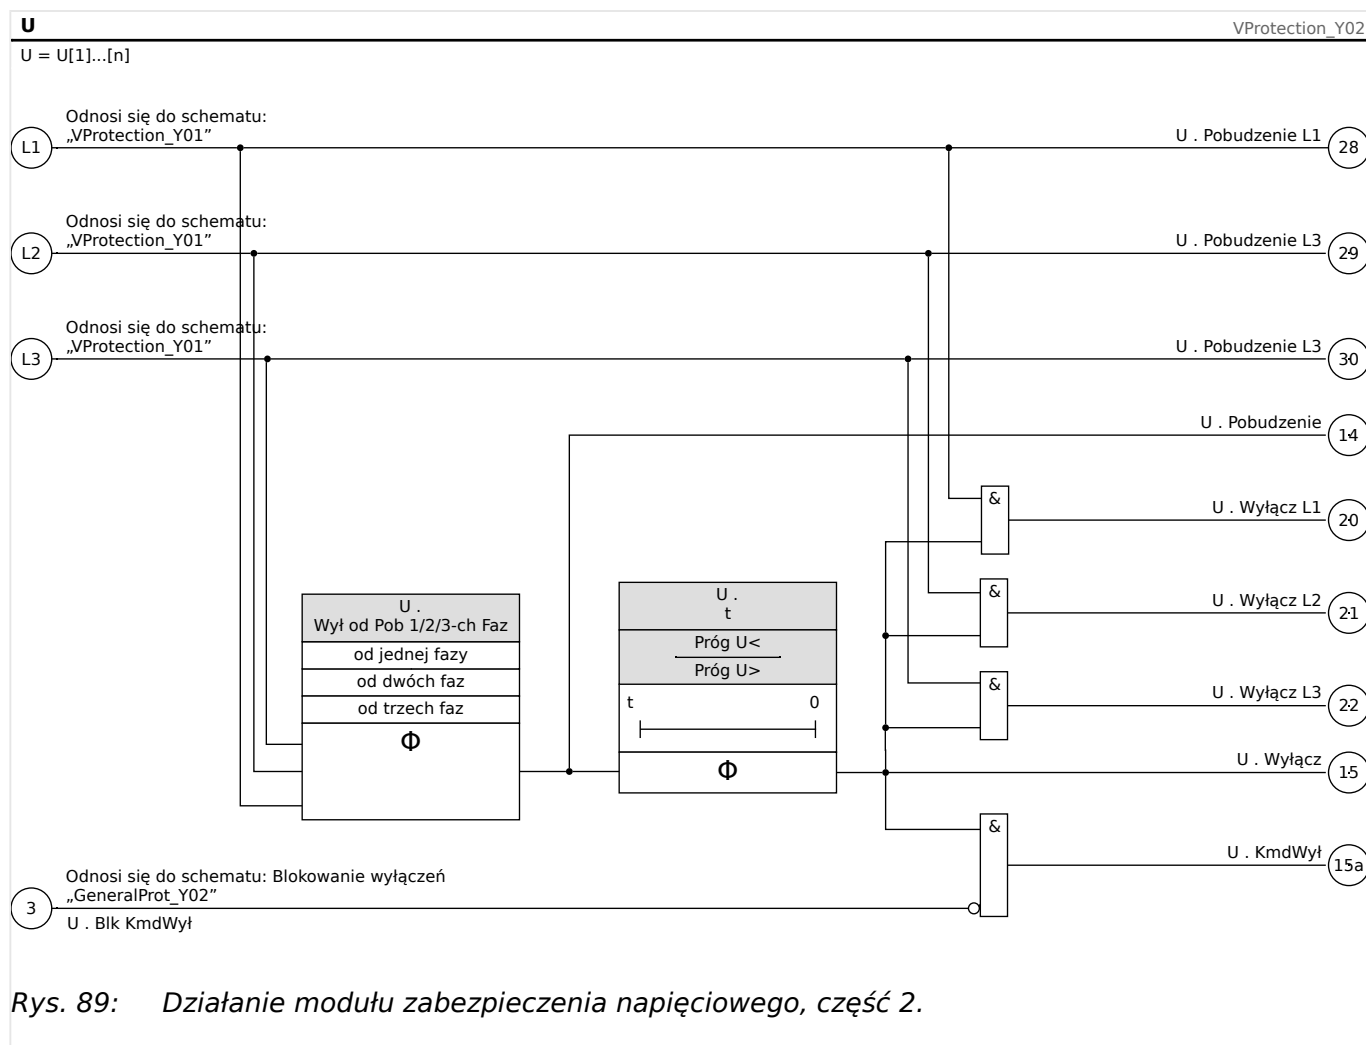 U
VProtection_Y02
U = U[1]...[n]
Odnosi się do schematu:
„VProtection_Y01”
L1
U . Pobudzenie L1
28
Odnosi się do schematu:
„VProtection_Y01”
L2
U . Pobudzenie L3
29
Odnosi się do schematu:
„VProtection_Y01”
L3
U . Pobudzenie L3
30
U . Pobudzenie
14
&
U . Wyłącz L1
20
&
U . Wyłącz L2
21
&
U . Wyłącz L3
22
U .
Wył od Pob 1/2/3-ch Faz
od jednej fazy
od dwóch faz
od trzech faz
Φ
U .
t
Próg U<
Próg U>
t 0
Φ
U . Wyłącz
15
&
U . KmdWył
15a
Odnosi się do schematu: Blokowanie wyłączeń
„GeneralProt_Y02”
3
U . Blk KmdWył
Rys. 89: Działanie modułu zabezpieczenia napięciowego, część 2.